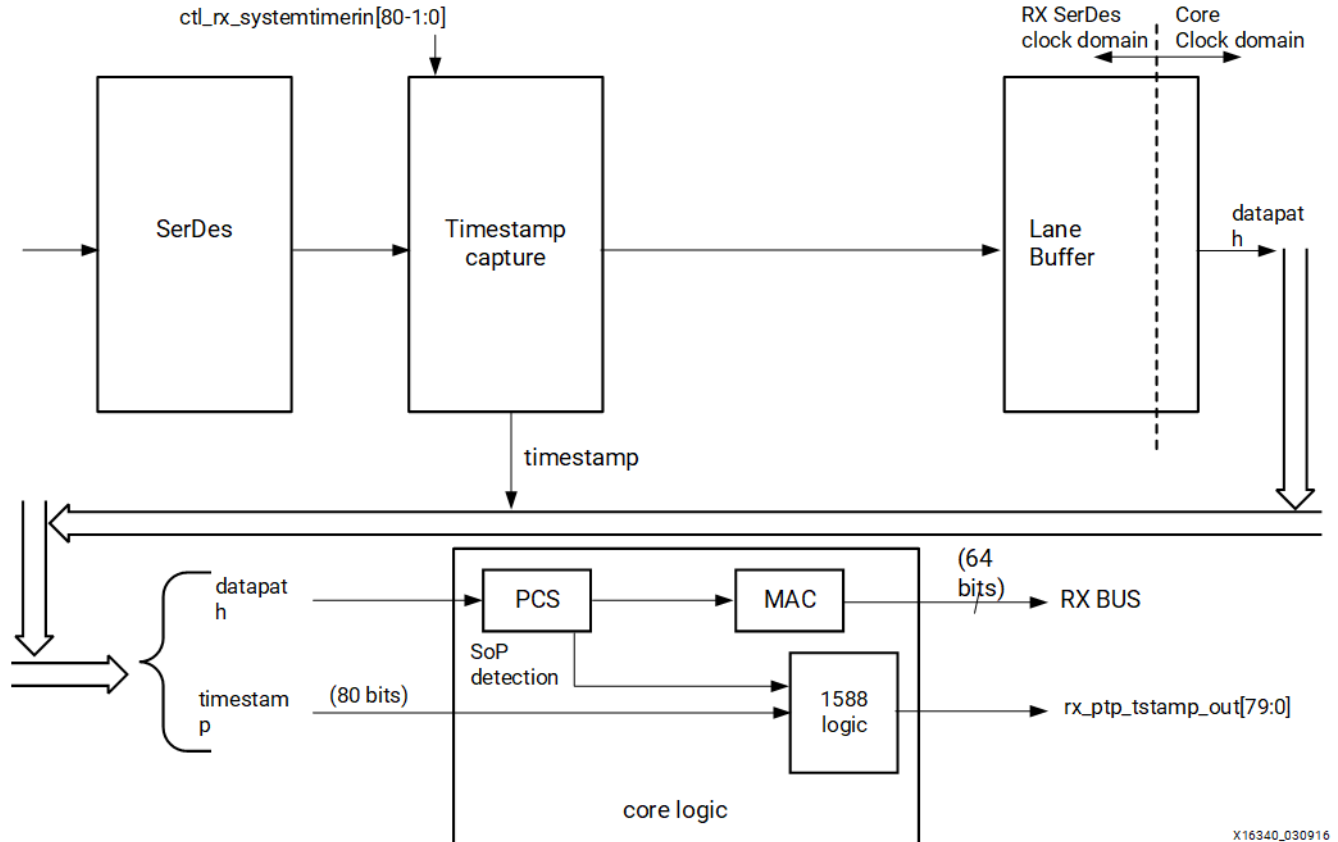 ctl_rx_systemtimerin[80-1:0]
RX SerDes
clock domain
Core
Clock domain
SerDes
Timestamp
capture
Lane
Buffer
datapat
h
timestamp
datapat
h
PCS
MAC
(64
bits)
RX BUS
SoP
detection
timestam
p
(80 bits)
1588
logic
rx_ptp_tstamp_out[79:0]
core logic
X16340_030916